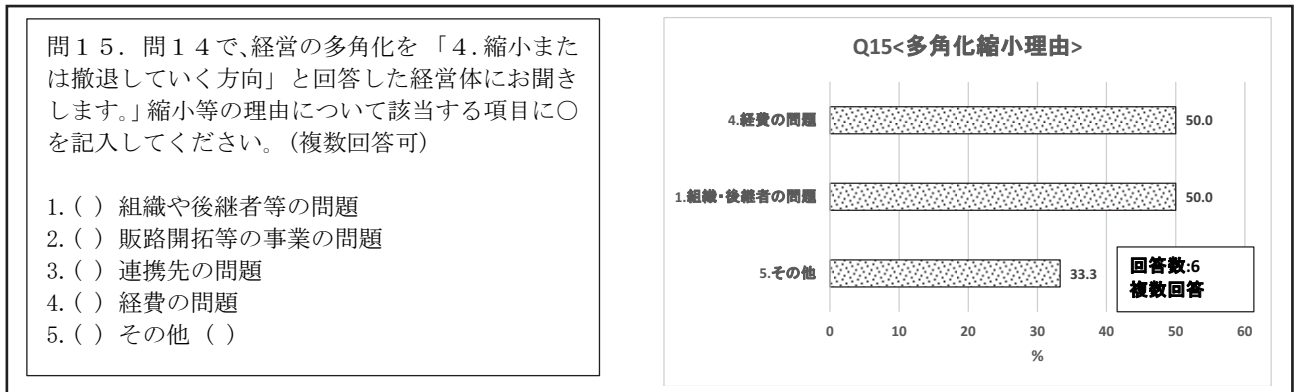 問１５．問１４で､経営の多角化を 「４.縮小また
は撤退していく方向」と回答した経営体にお聞き
します｡」縮小等の理由について該当する項目に〇
を記入してください。（複数回答可）
1.( ) 組織や後継者等の問題
2.( ) 販路開拓等の事業の問題
3.( ) 連携先の問題
4.( ) 経費の問題
5.( ) その他 ( )
Q15<多角化縮小理由>
4.経費の問題
50.0
1.組織・後継者の問題
50.0
5.その他
33.3
回答数:6
複数回答
0 10 20 30 40 50 60
%